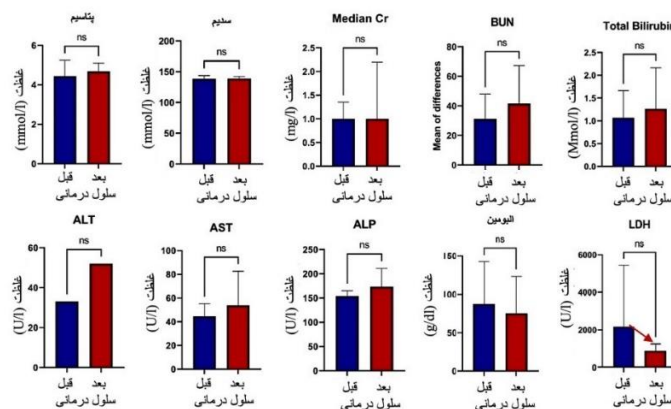 پتاسیم
غلظت (mmol/l)
6
4
2
0
ns
قبل بعد
سلول درمانی
سدیم
غلظت (mmol/l)
200
150
100
50
0
ns
قبل بعد
سلول درمانی
Median Cr
غلظت (mg/l)
2.5
2.0
1.5
1.0
0.5
0.0
ns
قبل بعد
سلول درمانی
BUN
Mean of differences
80
60
40
20
0
ns
قبل بعد
سلول درمانی
Total Bilirubin
غلظت (Mmol/l)
2.5
2.0
1.5
1.0
0.5
0.0
ns
قبل بعد
سلول درمانی
ALT
غلظت (U/l)
60
40
20
0
ns
قبل بعد
سلول درمانی
AST
غلظت (U/l)
100
80
60
40
20
0
ns
قبل بعد
سلول درمانی
ALP
غلظت (U/l)
250
200
150
100
50
0
ns
قبل بعد
سلول درمانی
البومین
غلظت (g/dl)
150
100
50
0
ns
قبل بعد
سلول درمانی
LDH
غلظت (U/l)
6000
4000
2000
0
ns
قبل بعد
سلول درمانی